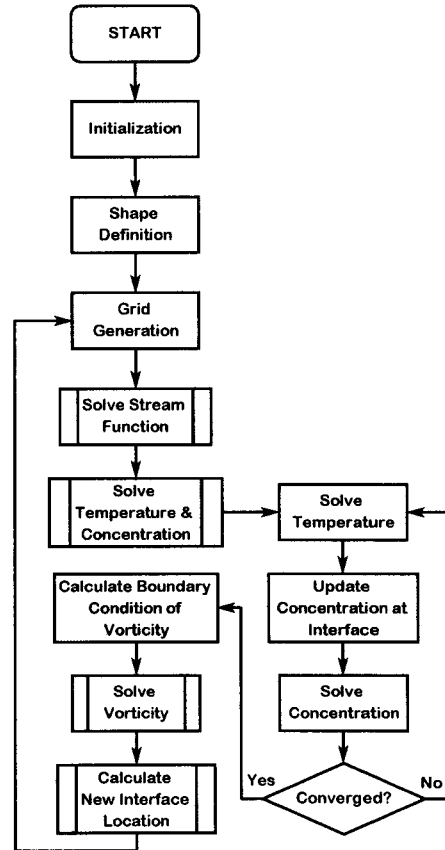 START
Initialization
Shape
Definition
Grid
Generation
Solve Stream
Function
Solve
Temperature &
Concentration
Solve
Temperature
Update
Concentration at
Interface
Solve
Concentration
Converged?
Yes
No
Calculate Boundary
Condition of
Vorticity
Solve
Vorticity
Calculate
New Interface
Location